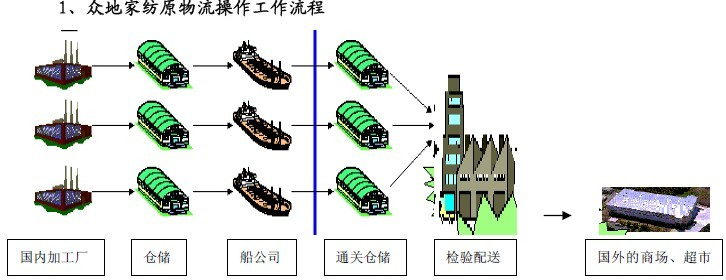 1、众地家纺原物流操作工作流程
国内加工厂
仓储
船公司
通关仓储
检验配送
国外的商场、超市